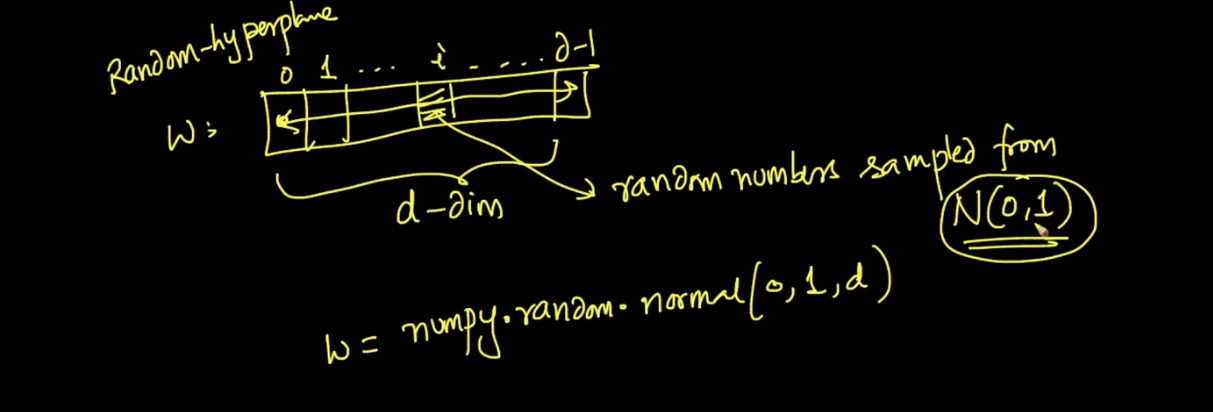 Random-hyperplane
0 1 ... i - .... d-1
W:
d-dim
random numbers sampled from
N(0,1)
W = numpy.random.normal(0,1,d)